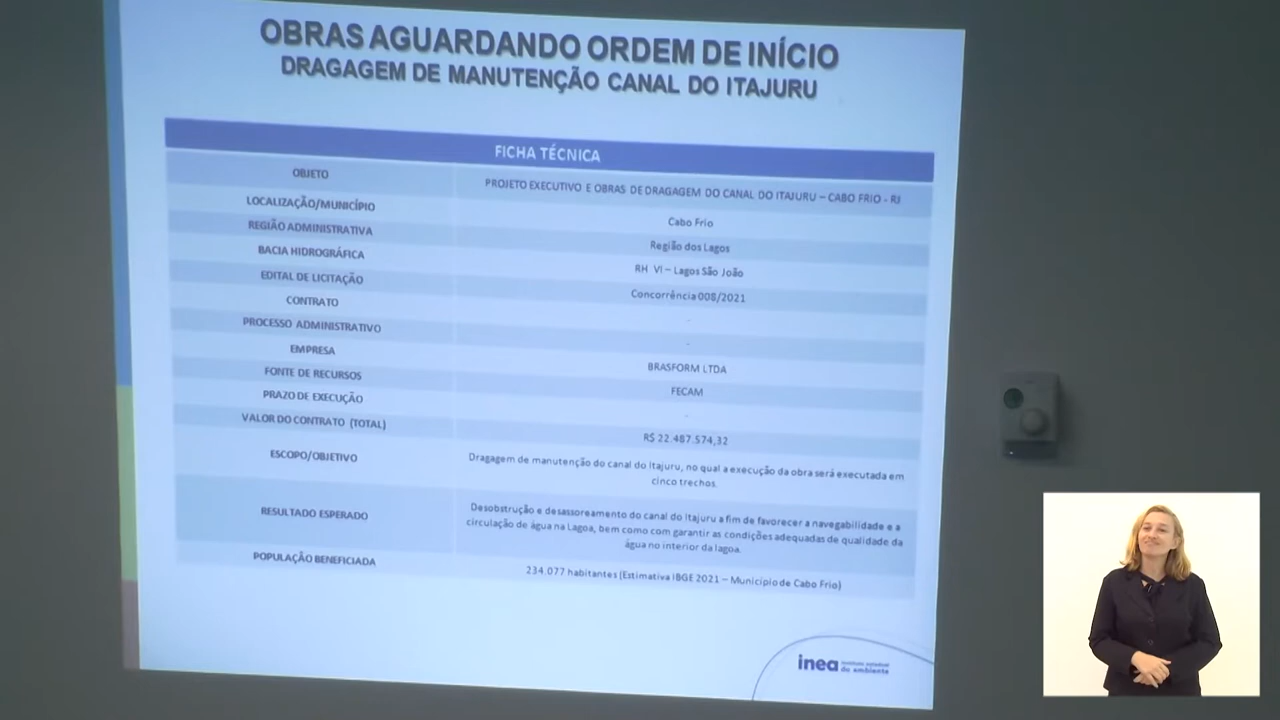 OBRAS AGUARDANDO ORDEM DE INÍCIO
DRAGAGEM DE MANUTENÇÃO CANAL DO ITAJURU
FICHA TÉCNICA
OBJETO
PROJETO EXECUTIVO E OBRAS DE DRAGAGEM DO CANAL DO ITAJURU – CABO FRIO - RJ
LOCALIZAÇÃO/MUNICÍPIO
Cabo Frio
REGIÃO ADMINISTRATIVA
Região dos Lagos
BACIA HIDROGRÁFICA
RH VI – Lagos São João
EDITAL DE LICITAÇÃO
Concorrência 008/2021
CONTRATO
-
PROCESSO ADMINISTRATIVO
-
EMPRESA
BRASFORM LTDA
FONTE DE RECURSOS
FECAM
PRAZO DE EXECUÇÃO
-
VALOR DO CONTRATO (TOTAL)
R$ 22.487.574,32
ESCOPO/OBJETIVO
Dragagem de manutenção do canal do Itajuru, no qual a execução da obra será executada em
cinco trechos.
RESULTADO ESPERADO
Desobstrução e desassoreamento do canal do Itajuru a fim de favorecer a navegabilidade e a
circulação de água na Lagoa, bem como com garantir as condições adequadas de qualidade da
água no interior da lagoa.
POPULAÇÃO BENEFICIADA
234.077 habitantes (Estimativa IBGE 2021 – Município de Cabo Frio)
inea instituto estadual
do ambiente